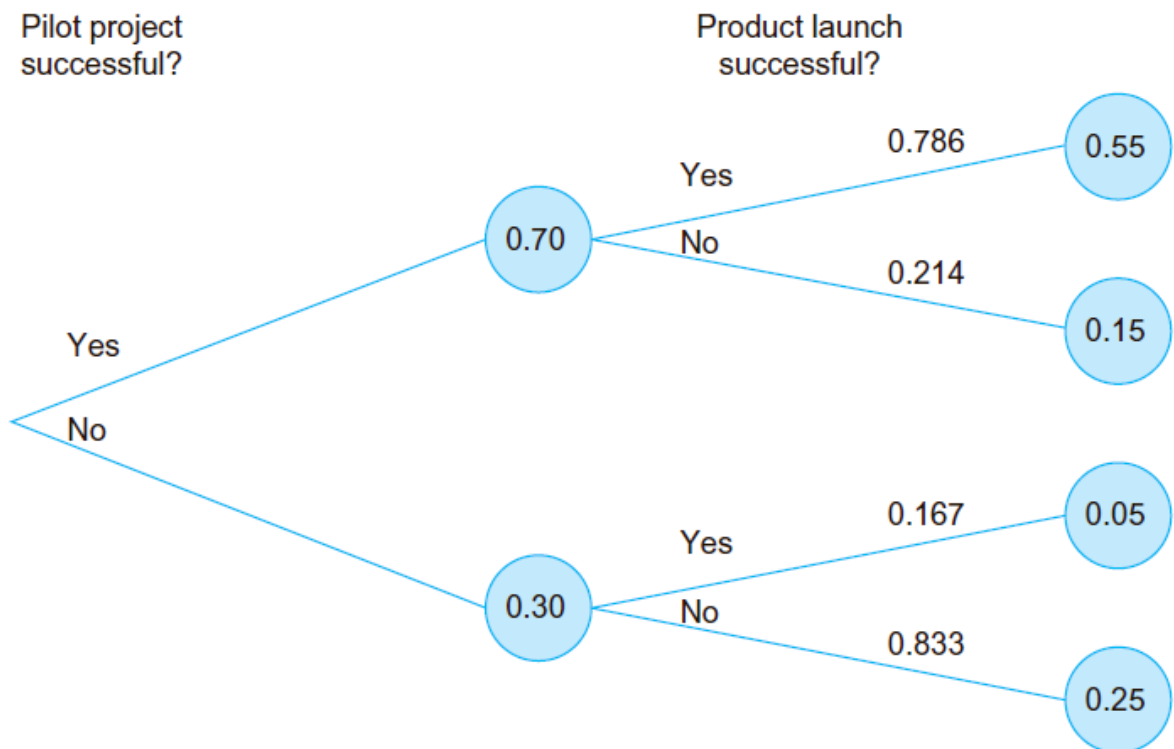 Pilot project
successful?
Product launch
successful?
0.786
0.55
Yes
0.70
No
0.214
0.15
Yes
No
0.167
0.05
Yes
0.30
No
0.833
0.25